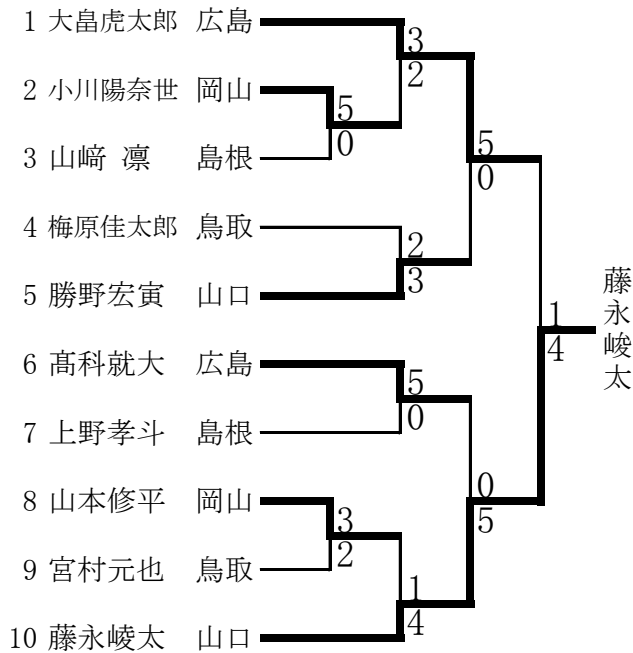 1 大畠虎太郎 広島
2 小川陽奈世 岡山
3 山﨑 凛 島根
4 梅原佳太郎 鳥取
5 勝野宏寅 山口
6 髙科就大 広島
7 上野孝斗 島根
8 山本修平 岡山
9 宮村元也 鳥取
10 藤永崚太 山口
3
2
5
0
2
3
5
0
3
2
1
4
5
0
0
5
1
4
藤永峻太